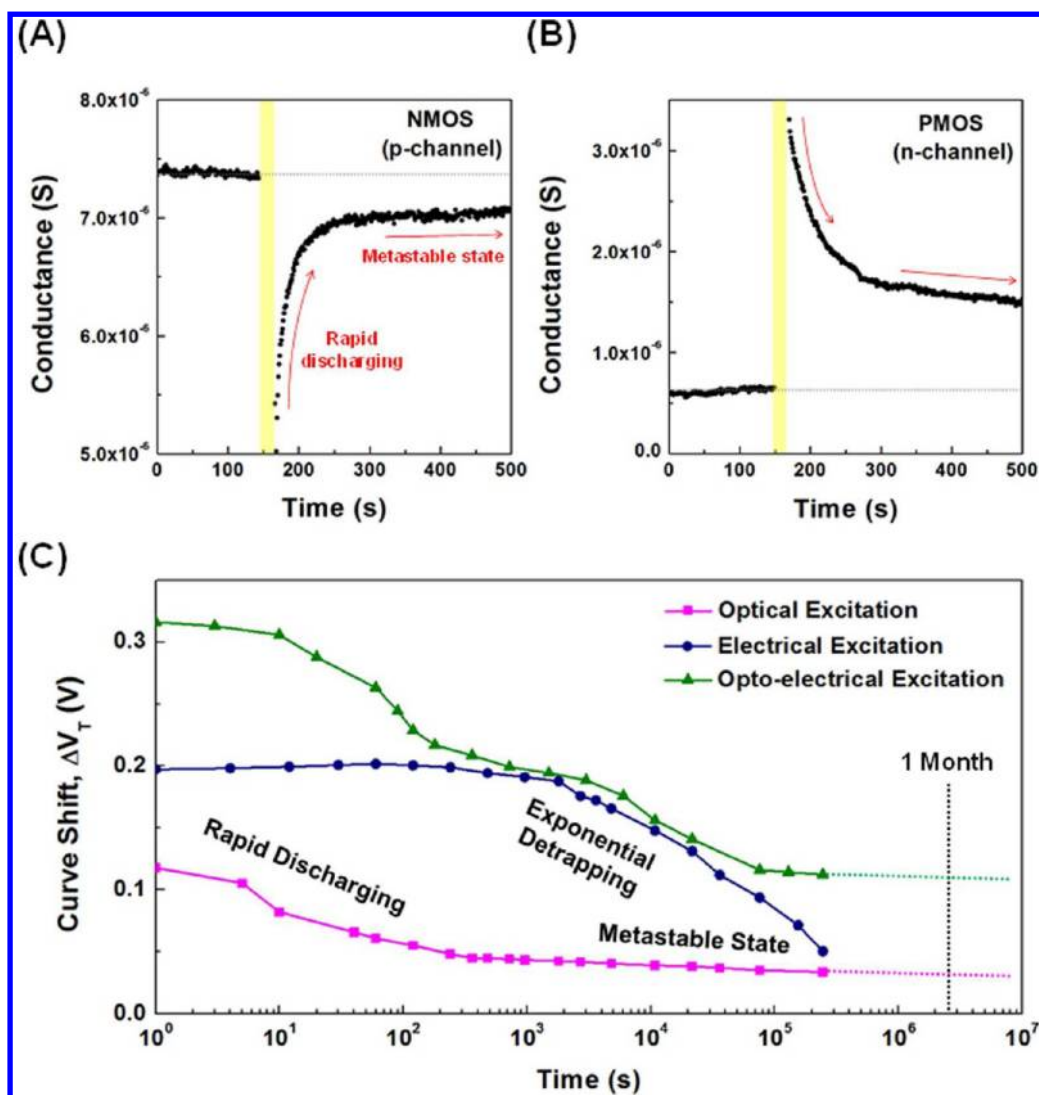 (A)
(B)
8.0x10⁻⁶
7.0x10⁻⁶
6.0x10⁻⁶
5.0x10⁻⁶
Conductance (S)
NMOS
(p-channel)
Metastable state
Rapid
discharging
0 100 200 300 400 500
Time (s)
3.0x10⁻⁶
2.0x10⁻⁶
1.0x10⁻⁶
0.0
Conductance (S)
PMOS
(n-channel)
0 100 200 300 400 500
Time (s)
(C)
0.3
0.2
0.1
0.0
Curve Shift, ΔV_T (V)
Optical Excitation
Electrical Excitation
Opto-electrical Excitation
1 Month
Rapid Discharging
Exponential
Detrapping
Metastable State
10⁰ 10¹ 10² 10³ 10⁴ 10⁵ 10⁶ 10⁷
Time (s)